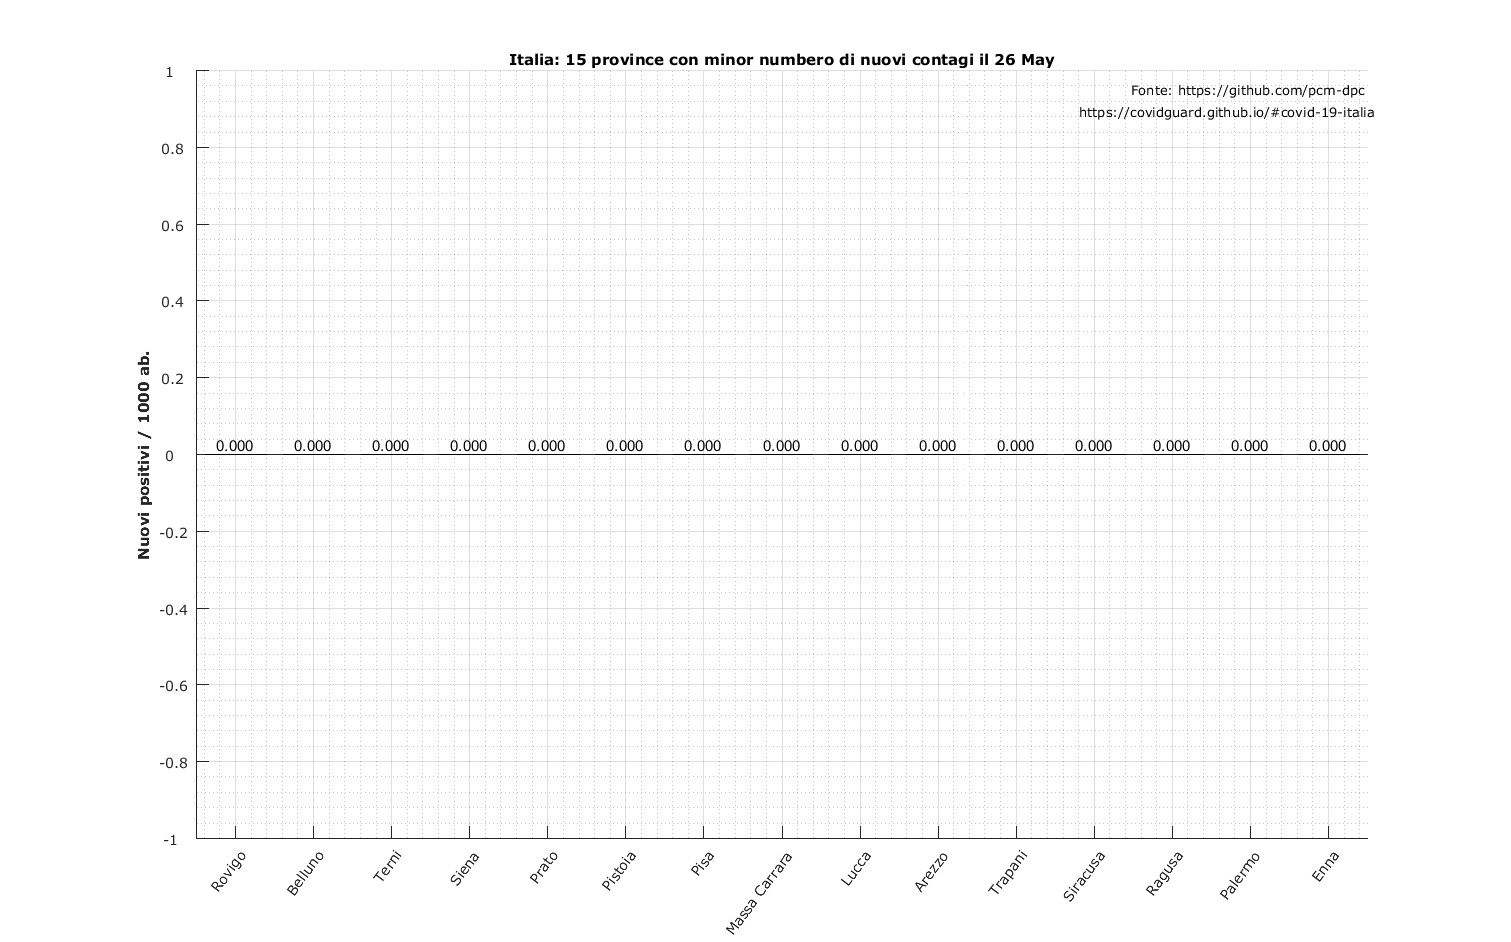 Italia: 15 province con minor numbero di nuovi contagi il 26 May
Fonte: https://github.com/pcm-dpc
https://covidguard.github.io/#covid-19-italia
Nuovi positivi / 1000 ab.
1
0.8
0.6
0.4
0.2
0
-0.2
-0.4
-0.6
-0.8
-1
0.000 0.000 0.000 0.000 0.000 0.000 0.000 0.000 0.000 0.000 0.000 0.000 0.000 0.000 0.000
Rovigo
Belluno
Terni
Siena
Prato
Pistoia
Pisa
Massa Carrara
Lucca
Arezzo
Trapani
Siracusa
Ragusa
Palermo
Enna